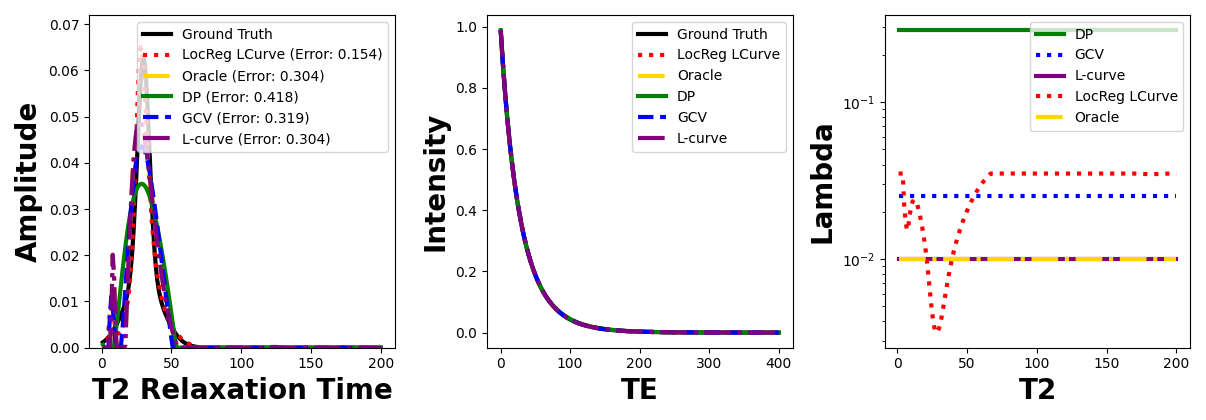 0.07
0.06
0.05
0.04
0.03
0.02
0.01
0.00
Amplitude
Ground Truth
LocReg LCurve (Error: 0.154)
Oracle (Error: 0.304)
DP (Error: 0.418)
GCV (Error: 0.319)
L-curve (Error: 0.304)
0 50 100 150 200
T2 Relaxation Time
1.0
0.8
0.6
0.4
0.2
0.0
Intensity
Ground Truth
LocReg LCurve
Oracle
DP
GCV
L-curve
0 100 200 300 400
TE
10⁻¹
10⁻²
Lambda
DP
GCV
L-curve
LocReg LCurve
Oracle
0 50 100 150 200
T2